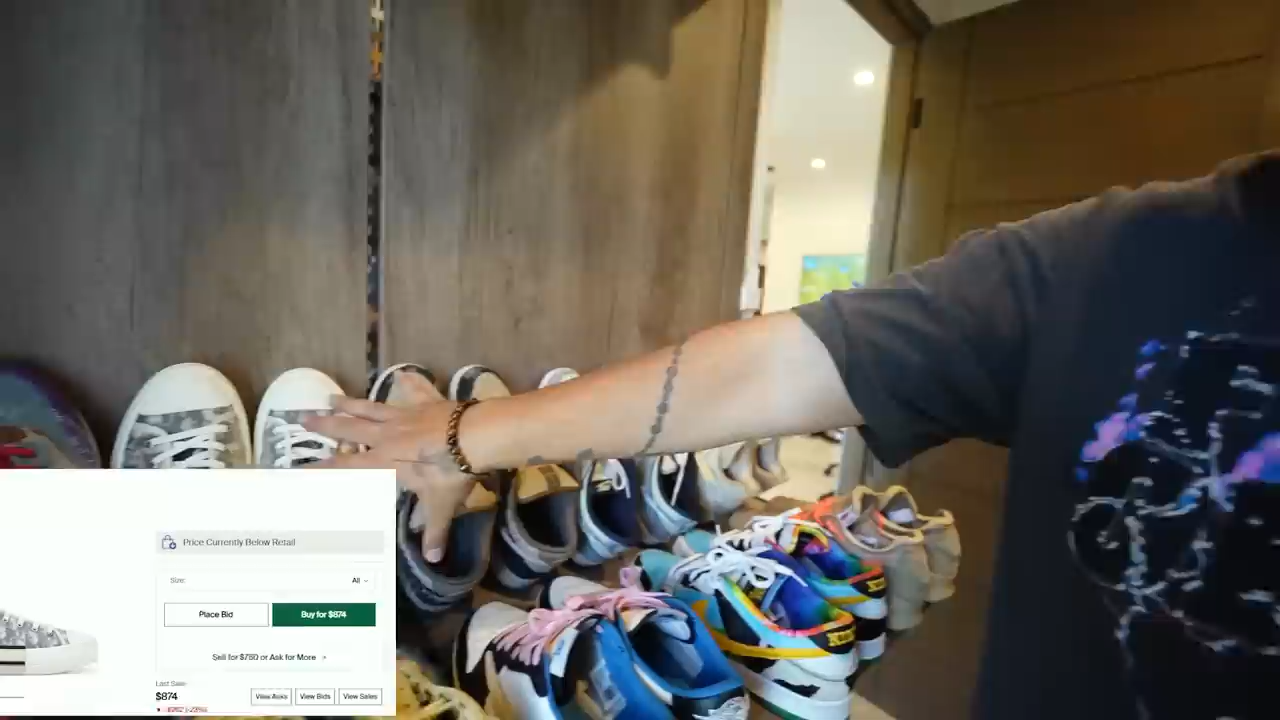 Price Currently Below Retail
Size:
All
Place Bid
Buy for $874
Sell for $750 or Ask for More
Last Sale:
$874
View Asks
View Bids
View Sales